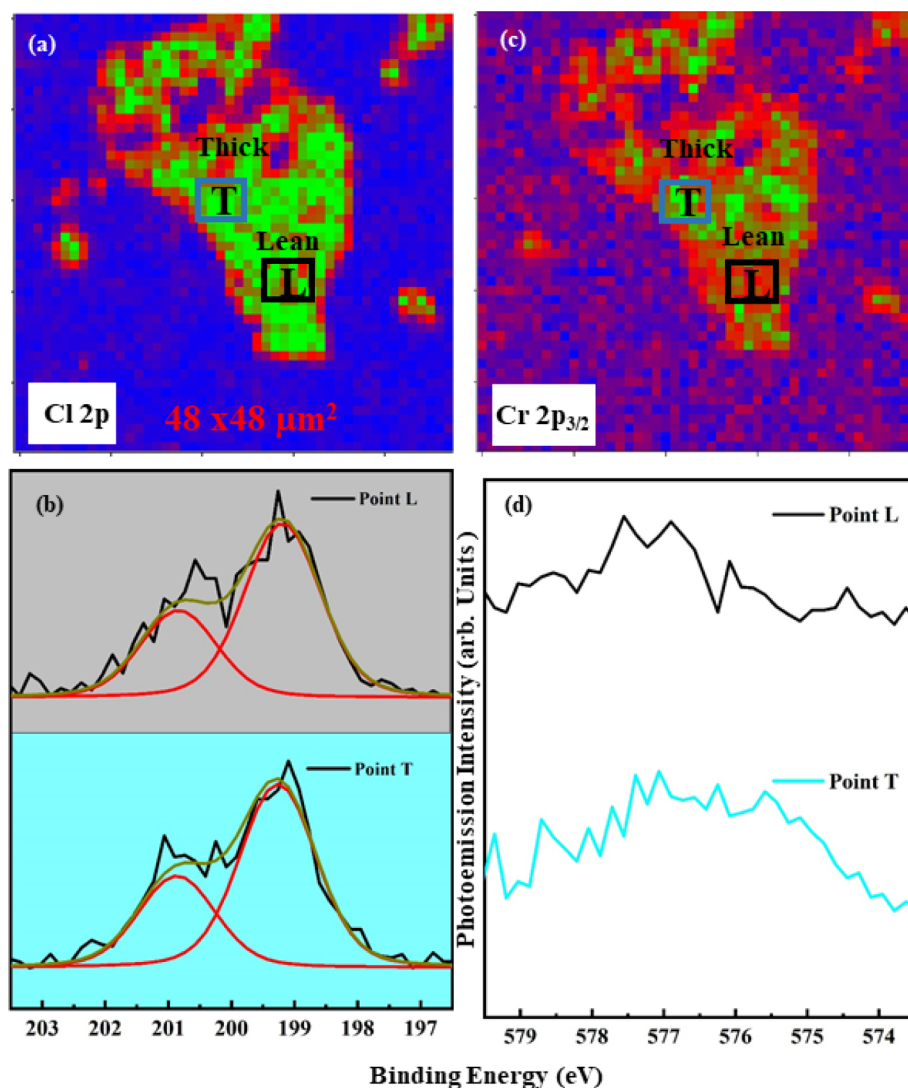 (a)
Thick
T
Lean
L
Cl 2p
48 x48 μm²
(c)
Thick
T
Lean
L
Cr 2p3/2
(b)
Point L
Point T
203 202 201 200 199 198 197
Photoemission Intensity (arb. Units)
(d)
Point L
Point T
579 578 577 576 575 574
Binding Energy (eV)